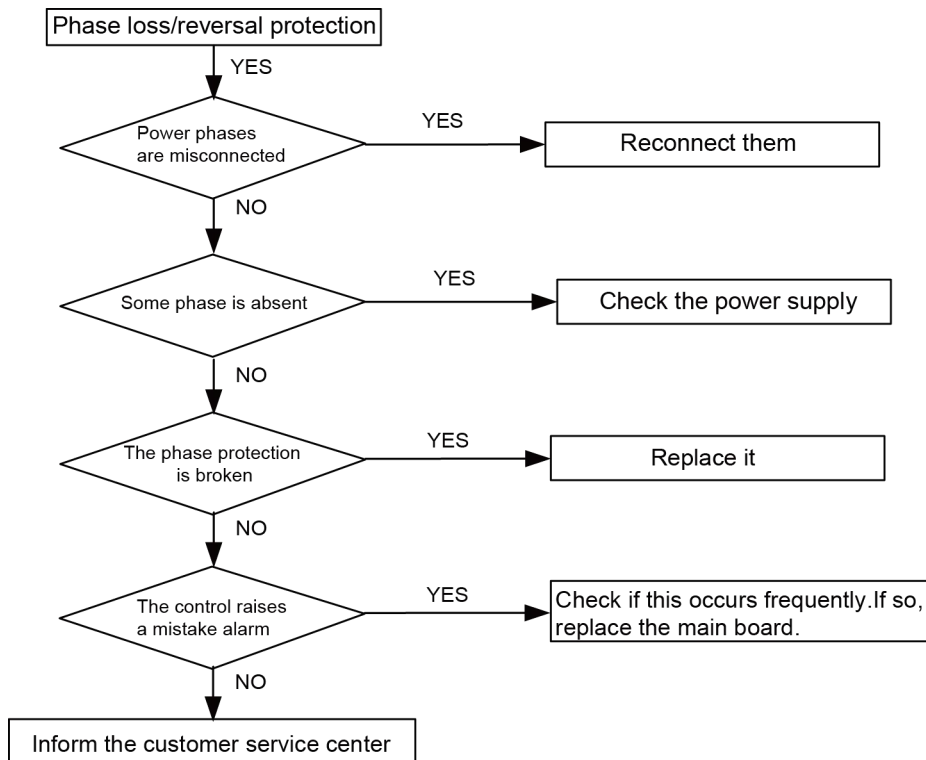 Phase loss/reversal protection
YES
Power phases
are misconnected
YES
Reconnect them
NO
Some phase is absent
YES
Check the power supply
NO
The phase protection
is broken
YES
Replace it
NO
The control raises
a mistake alarm
YES
Check if this occurs frequently.If so,
replace the main board.
NO
Inform the customer service center